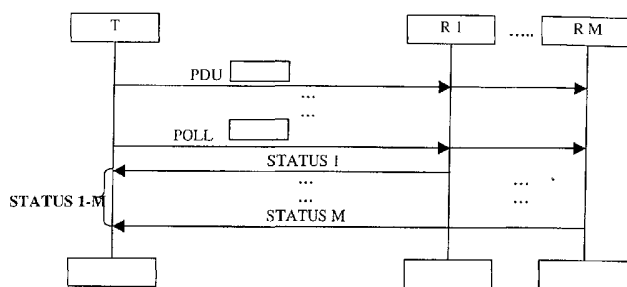 T
R 1 ..... R M
PDU
...
...
POLL
STATUS 1
... ...
STATUS 1-M
... ...
STATUS M